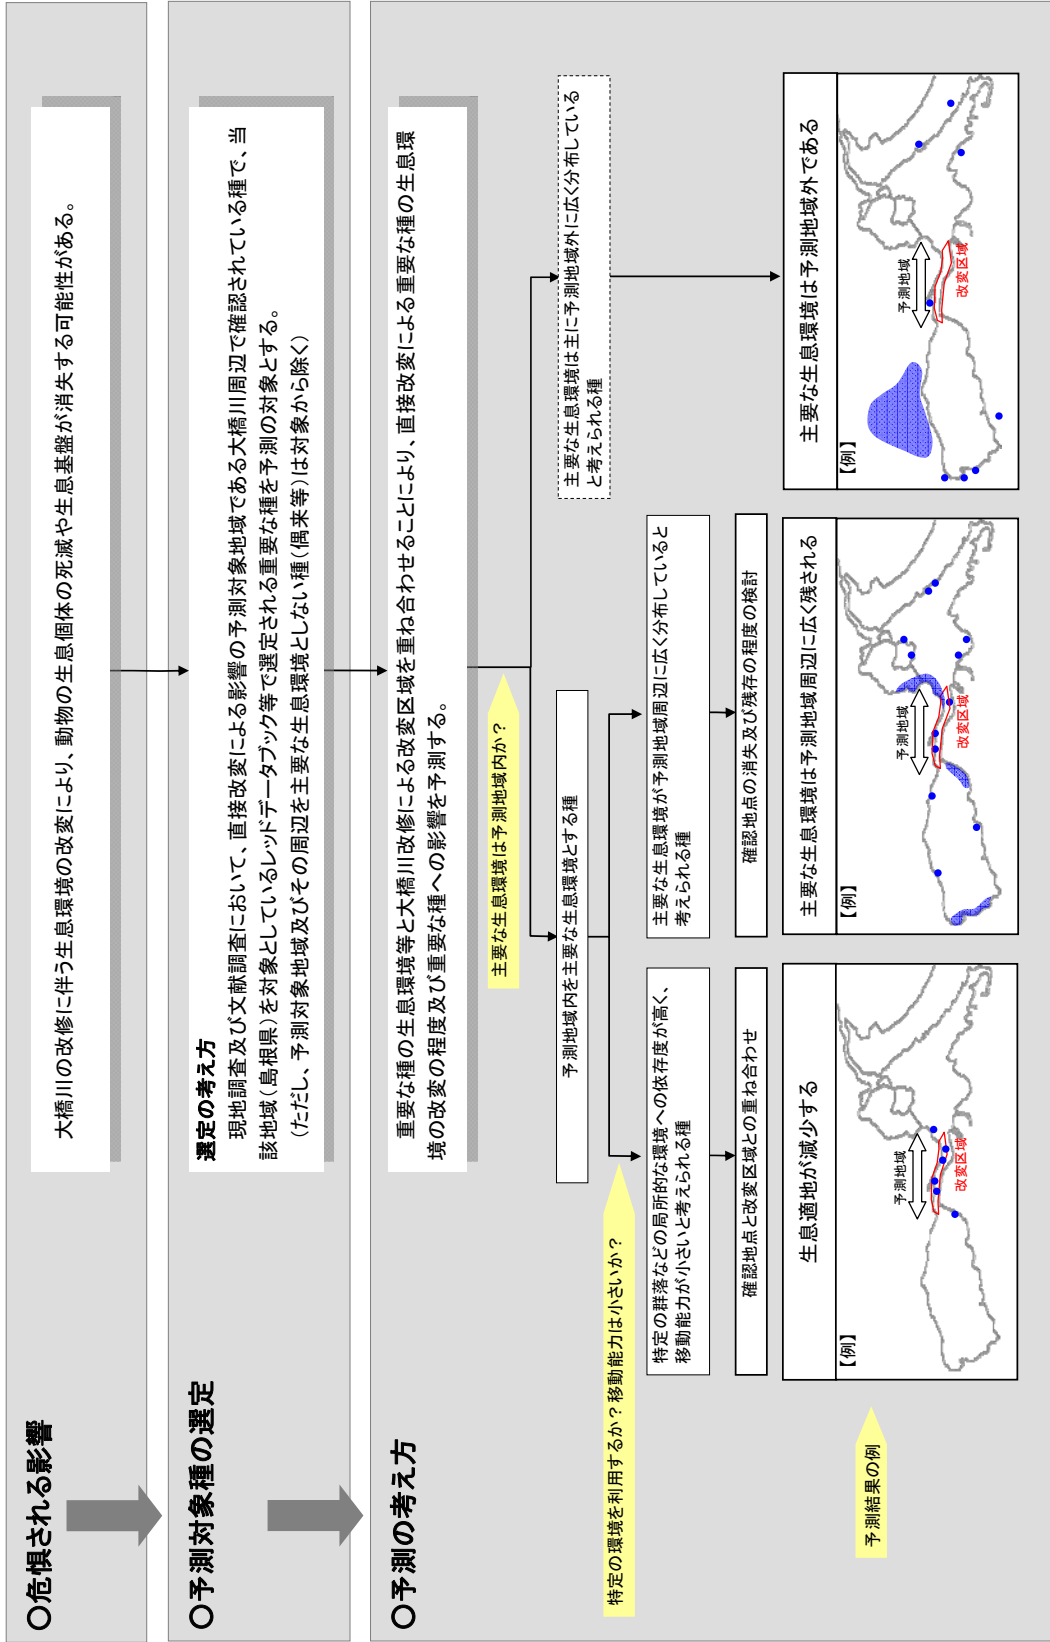 〇危惧される影響
大橋川の改修に伴う生息環境の改変により、動物の生息個体の死滅や生息基盤が消失する可能性がある。
〇予測対象種の選定
選定の考え方
現地調査及び文献調査において、直接改変による影響の予測対象地域である大橋川周辺で確認されている種で、当
該地域(島根県)を対象としているレッドデータブック等で選定される重要な種を予測の対象とする。
(ただし、予測対象地域及びその周辺を主要な生息環境としない種(偶来等)は対象から除く)
〇予測の考え方
重要な種の生息環境等と大橋川改修による改変区域を重ね合わせることにより、直接改変による重要な種の生息環
境の改変の程度及び重要な種への影響を予測する。
主要な生息環境は予測地域内か?
予測地域内を主要な生息環境とする種
主要な生息環境は主に予測地域外に広く分布している
と考えられる種
特定の環境を利用するか?移動能力は小さいか?
特定の群落などの局所的な環境への依存度が高く、
移動能力が小さいと考えられる種
主要な生息環境が予測地域周辺に広く分布していると
考えられる種
確認地点と改変区域との重ね合わせ
確認地点の消失及び残存の程度の検討
予測結果の例
生息適地が減少する
【例】
予測地域
改変区域
主要な生息環境は予測地域周辺に広く残される
【例】
予測地域
改変区域
主要な生息環境は予測地域外である
【例】
予測地域
改変区域